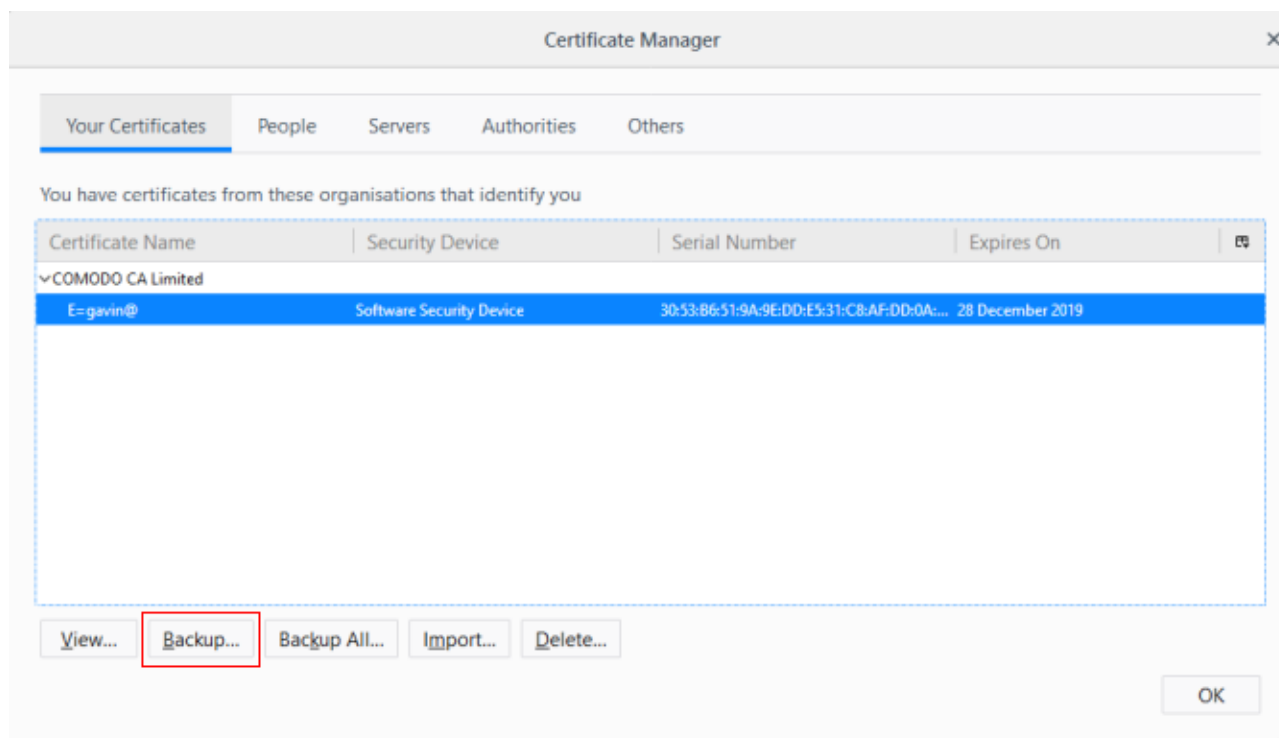 Certificate Manager
Your Certificates People Servers Authorities Others
You have certificates from these organisations that identify you
Certificate Name Security Device Serial Number Expires On
COMODO CA Limited
E=gavin@ Software Security Device 30:53:B6:51:9A:9E:DD:E5:31:C8:AF:DD:0A:... 28 December 2019
View... Backup... Backup All... Import... Delete...
OK